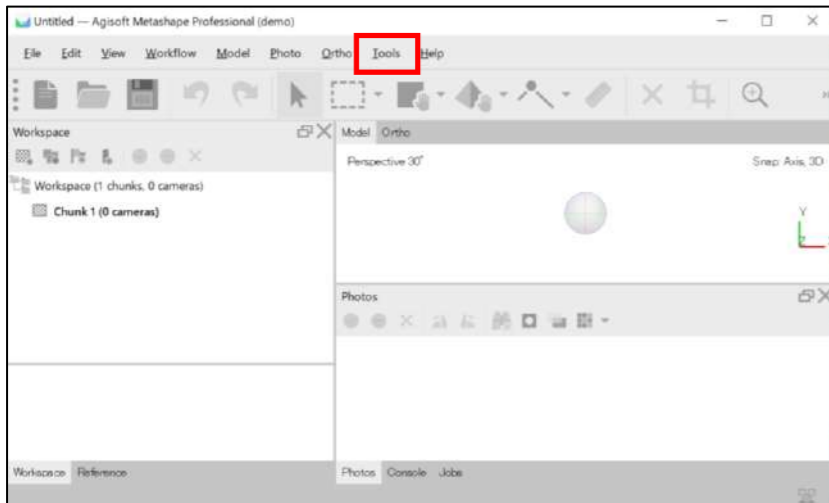 Untitled — Agisoft Metashape Professional (demo)
File Edit View Workflow Model Photo Ortho Tools Help
Workspace
Model Ortho
Perspective 30°
Snap: Axis, 3D
Workspace (1 chunks, 0 cameras)
Chunk 1 (0 cameras)
Y
Z
Photos
Workspace Reference
Photos Console Jobs